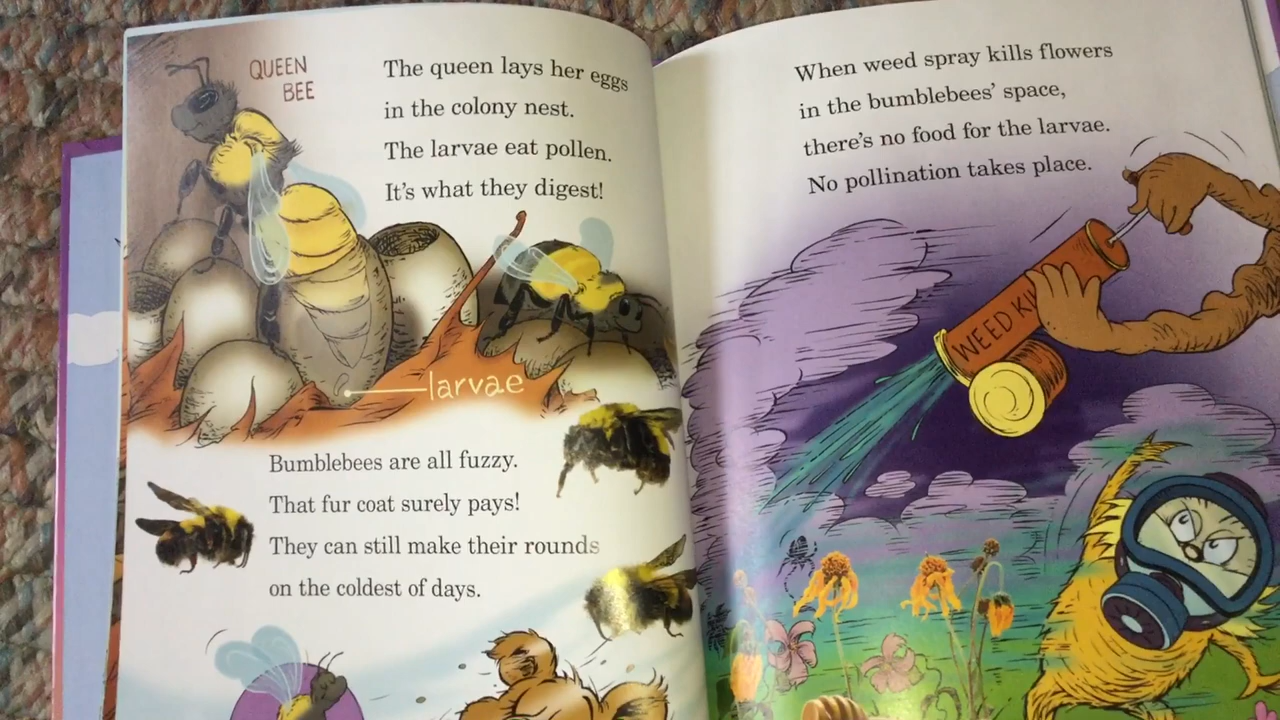 QUEEN
BEE
The queen lays her eggs
in the colony nest.
The larvae eat pollen.
It's what they digest!
larvae
Bumblebees are all fuzzy.
That fur coat surely pays!
They can still make their rounds
on the coldest of days.
When weed spray kills flowers
in the bumblebees' space,
there's no food for the larvae.
No pollination takes place.
WEED